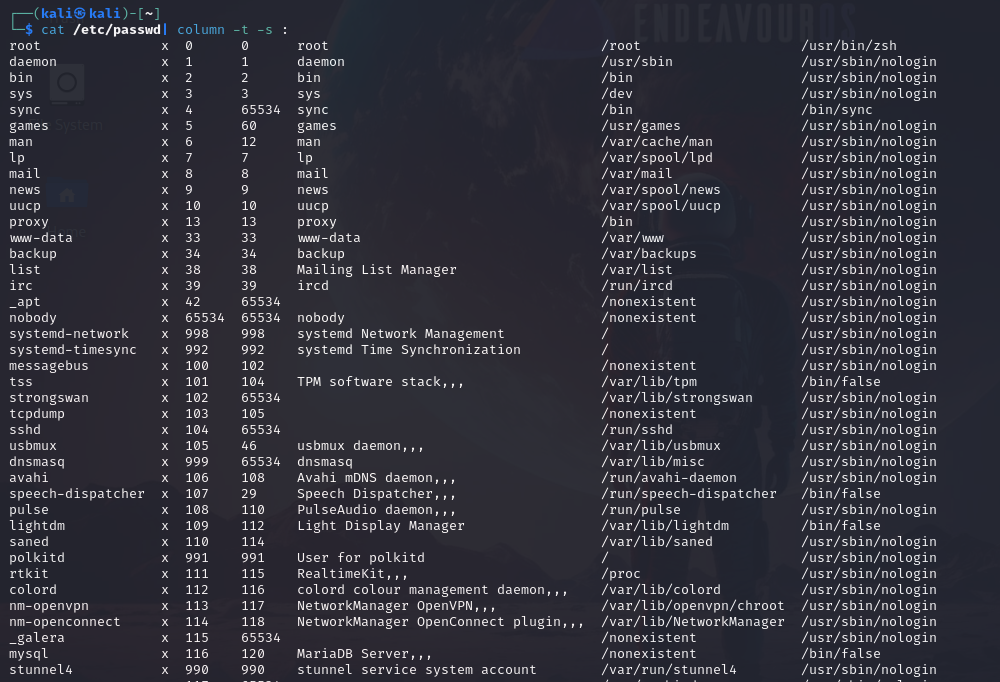 ENDEAVOUROS
┌──(kali㉿kali)-[~]
└─$ cat /etc/passwd| column -t -s :
root x 0 0 root /root /usr/bin/zsh
daemon x 1 1 daemon /usr/sbin /usr/sbin/nologin
bin x 2 2 bin /bin /usr/sbin/nologin
sys x 3 3 sys /dev /usr/sbin/nologin
sync x 4 65534 sync /bin /bin/sync
System
games x 5 60 games /usr/games /usr/sbin/nologin
man x 6 12 man /var/cache/man /usr/sbin/nologin
lp x 7 7 lp /var/spool/lpd /usr/sbin/nologin
mail x 8 8 mail /var/mail /usr/sbin/nologin
news x 9 9 news /var/spool/news /usr/sbin/nologin
uucp x 10 10 uucp /var/spool/uucp /usr/sbin/nologin
proxy x 13 13 proxy /bin /usr/sbin/nologin
www-data x 33 33 www-data /var/www /usr/sbin/nologin
backup x 34 34 backup /var/backups /usr/sbin/nologin
list x 38 38 Mailing List Manager /var/list /usr/sbin/nologin
irc x 39 39 ircd /run/ircd /usr/sbin/nologin
_apt x 42 65534 /nonexistent /usr/sbin/nologin
nobody x 65534 65534 nobody /nonexistent /usr/sbin/nologin
systemd-network x 998 998 systemd Network Management / /usr/sbin/nologin
systemd-timesync x 992 992 systemd Time Synchronization / /usr/sbin/nologin
messagebus x 100 102 /nonexistent /usr/sbin/nologin
tss x 101 104 TPM software stack,,, /var/lib/tpm /bin/false
strongswan x 102 65534 /var/lib/strongswan /usr/sbin/nologin
tcpdump x 103 105 /nonexistent /usr/sbin/nologin
sshd x 104 65534 /run/sshd /usr/sbin/nologin
usbmux x 105 46 usbmux daemon,,, /var/lib/usbmux /usr/sbin/nologin
dnsmasq x 999 65534 dnsmasq /var/lib/misc /usr/sbin/nologin
avahi x 106 108 Avahi mDNS daemon,,, /run/avahi-daemon /usr/sbin/nologin
speech-dispatcher x 107 29 Speech Dispatcher,,, /run/speech-dispatcher /bin/false
pulse x 108 110 PulseAudio daemon,,, /run/pulse /usr/sbin/nologin
lightdm x 109 112 Light Display Manager /var/lib/lightdm /bin/false
saned x 110 114 /var/lib/saned /usr/sbin/nologin
polkitd x 991 991 User for polkitd / /usr/sbin/nologin
rtkit x 111 115 RealtimeKit,,, /proc /usr/sbin/nologin
colord x 112 116 colord colour management daemon,,, /var/lib/colord /usr/sbin/nologin
nm-openvpn x 113 117 NetworkManager OpenVPN,,, /var/lib/openvpn/chroot /usr/sbin/nologin
nm-openconnect x 114 118 NetworkManager OpenConnect plugin,,, /var/lib/NetworkManager /usr/sbin/nologin
_galera x 115 65534 /nonexistent /usr/sbin/nologin
mysql x 116 120 MariaDB Server,,, /nonexistent /bin/false
stunnel4 x 990 990 stunnel service system account /var/run/stunnel4 /usr/sbin/nologin